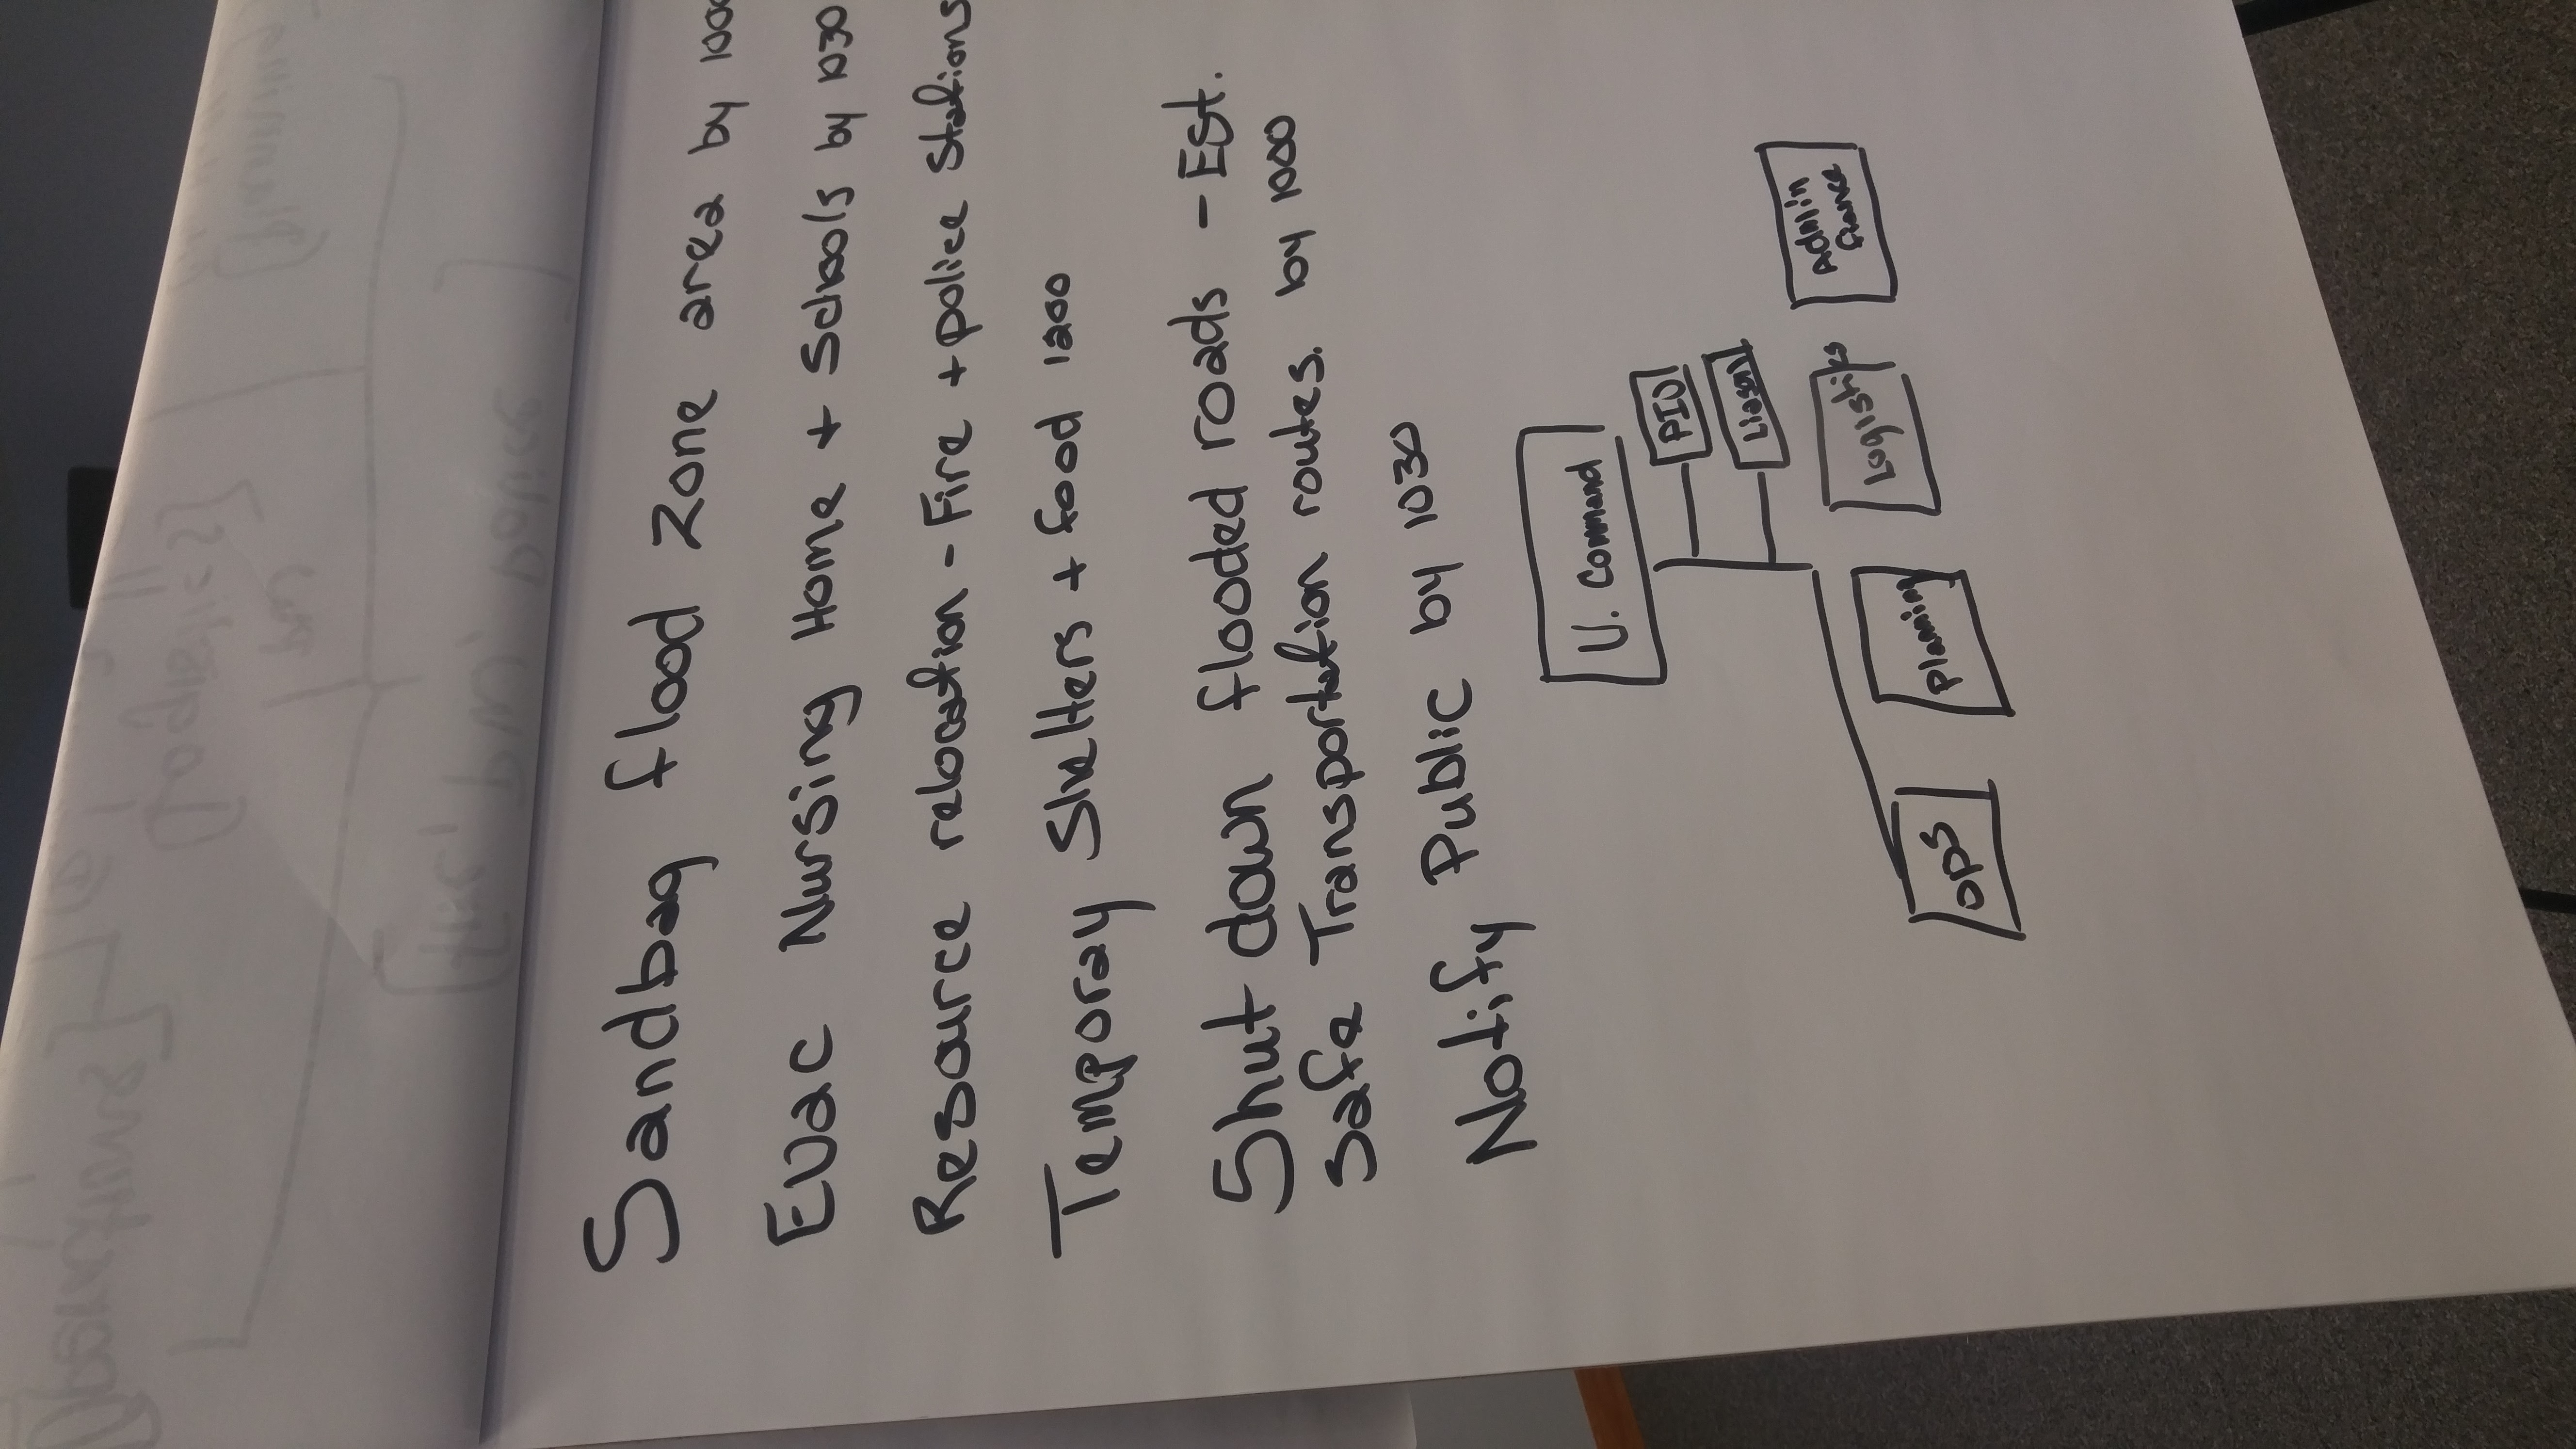 Sandbag flood zone area by 1000
Evac Nursing Home + Schools by 1030
Resource relocation - Fire + police Stations
Temporay Shelters + food 1200
Shut down flooded roads - Est.
Safe Transportation routes. by 1000
Notify Public by 1030
U. Command
PIO
Liason
Admin
fiance
Logistics
Planning
ops